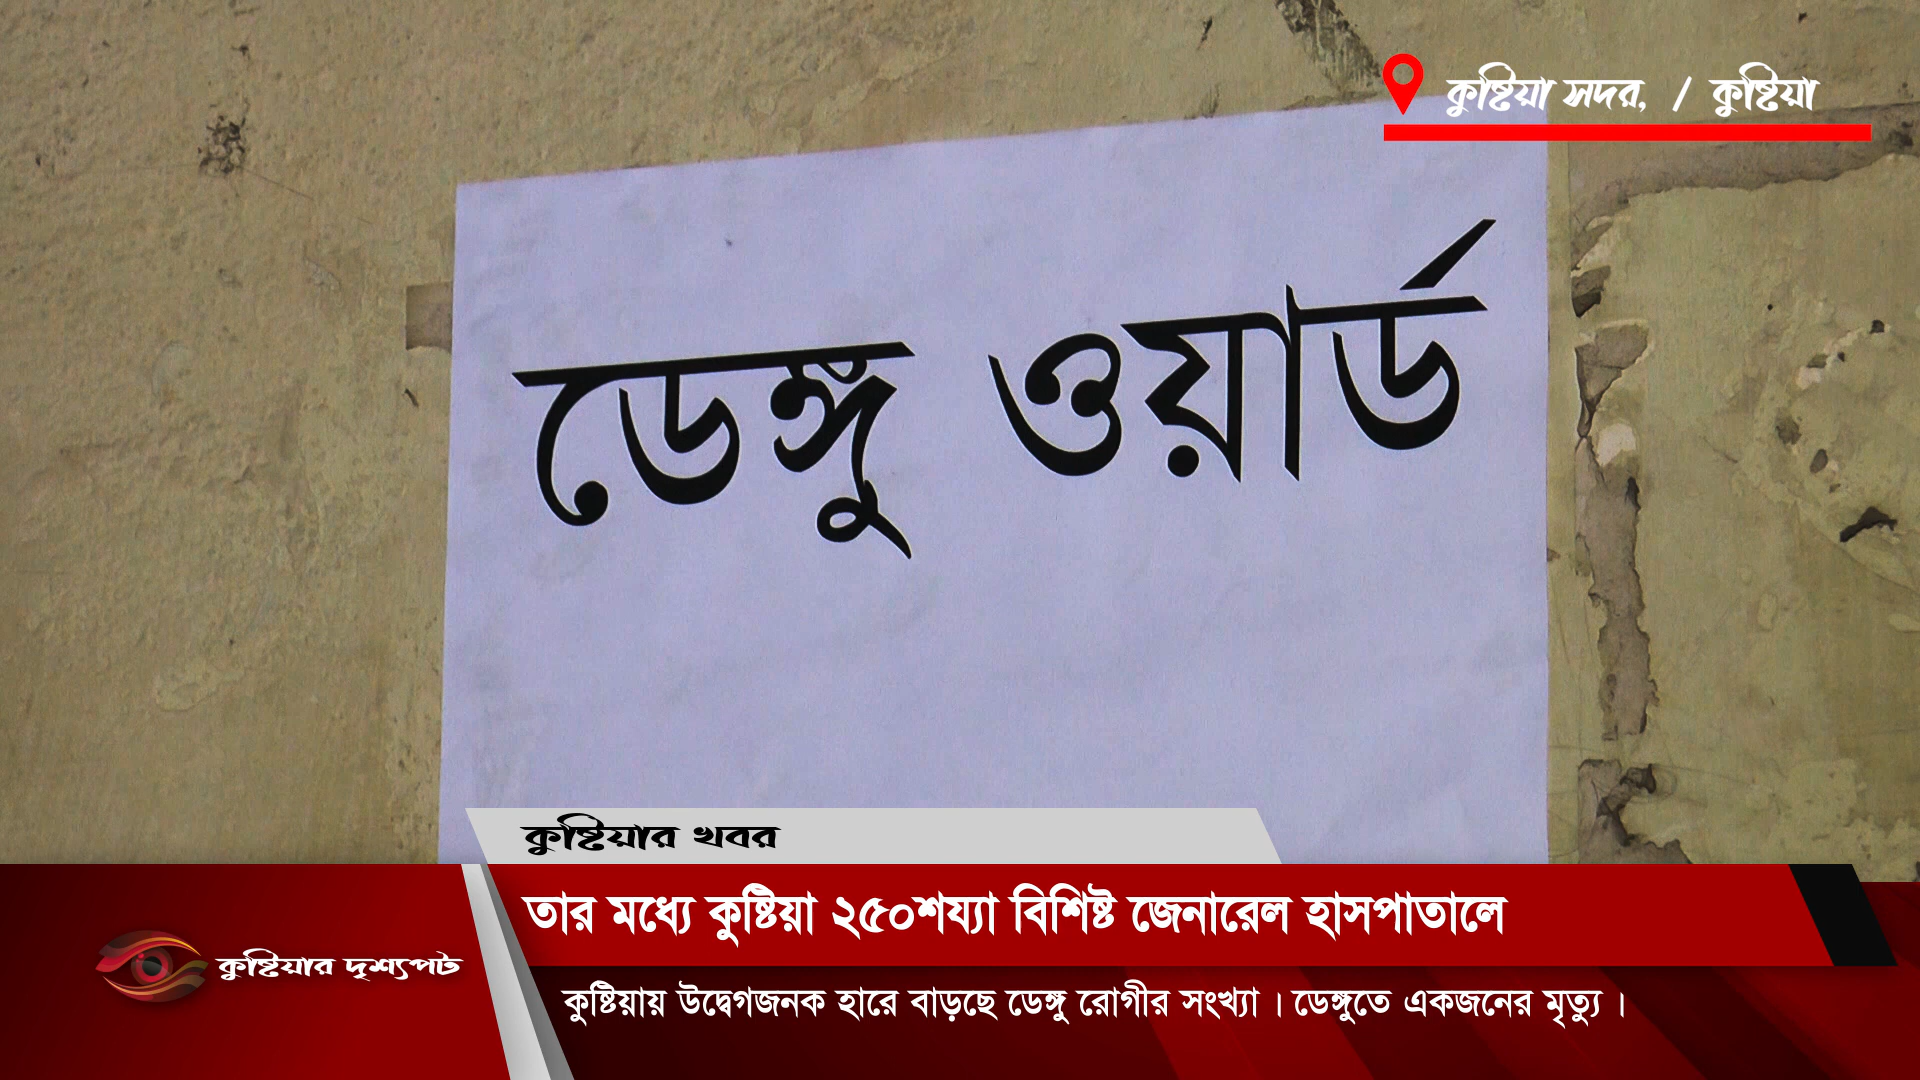 কুষ্টিয়া সদর, / কুষ্টিয়া
ডেঙ্গু ওয়ার্ড
কুষ্টিয়ার খবর
তার মধ্যে কুষ্টিয়া ২৫০শয্যা বিশিষ্ট জেনারেল হাসপাতালে
কুষ্টিয়ার দৃশ্যপট
কুষ্টিয়ায় উদ্বেগজনক হারে বাড়ছে ডেঙ্গু রোগীর সংখ্যা । ডেঙ্গুতে একজনের মৃত্যু ।